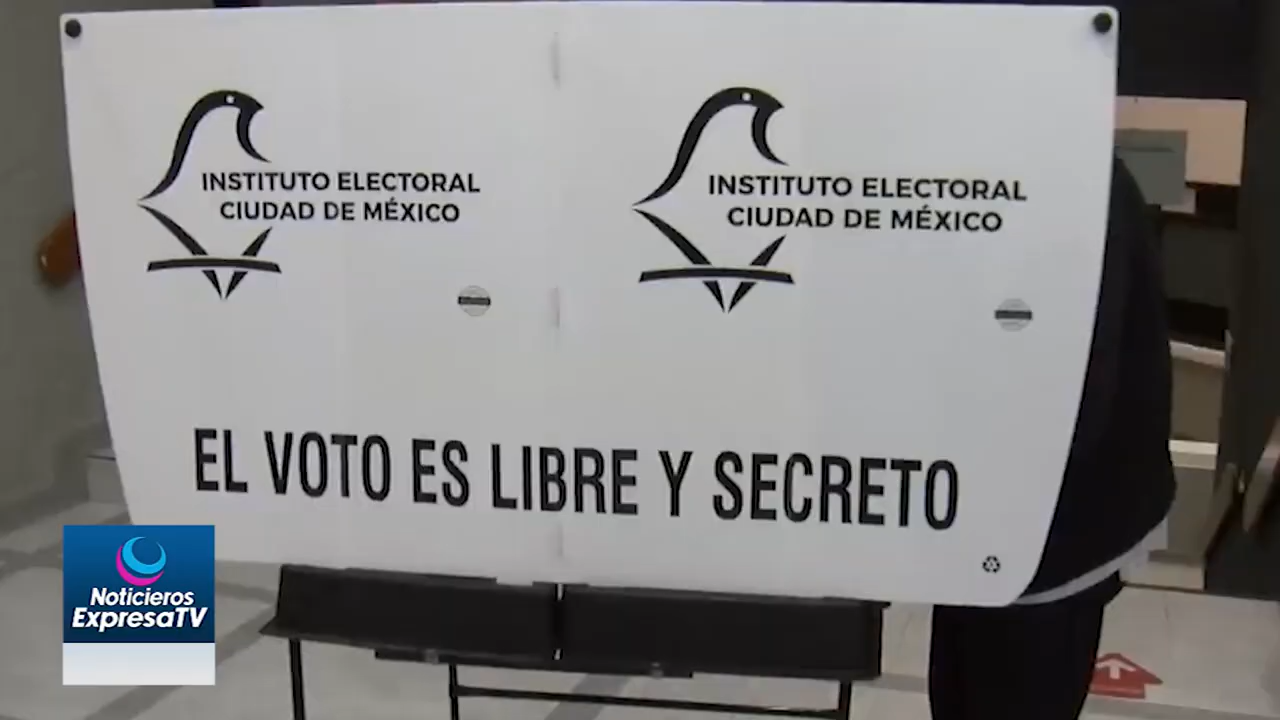 INSTITUTO ELECTORAL
CIUDAD DE MÉXICO
INSTITUTO ELECTORAL
CIUDAD DE MÉXICO
EL VOTO ES LIBRE Y SECRETO
Noticieros
ExpresaTV